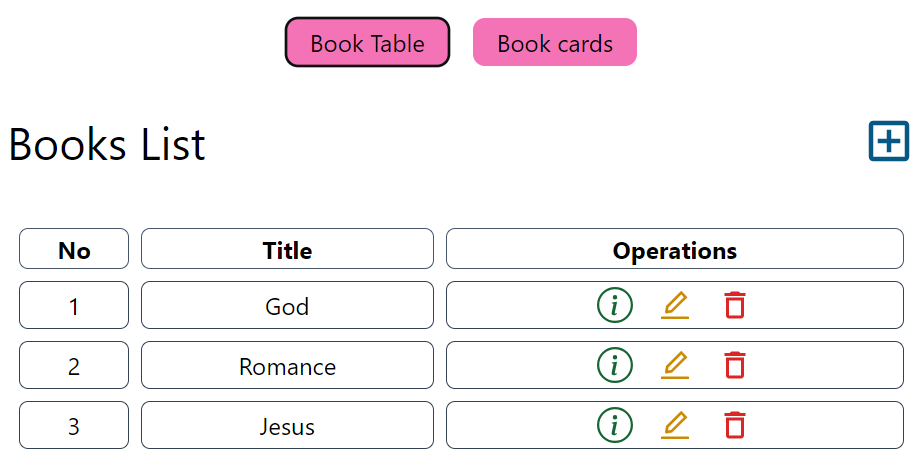 Book Table Book cards
Books List
No Title Operations
1 God
2 Romance
3 Jesus